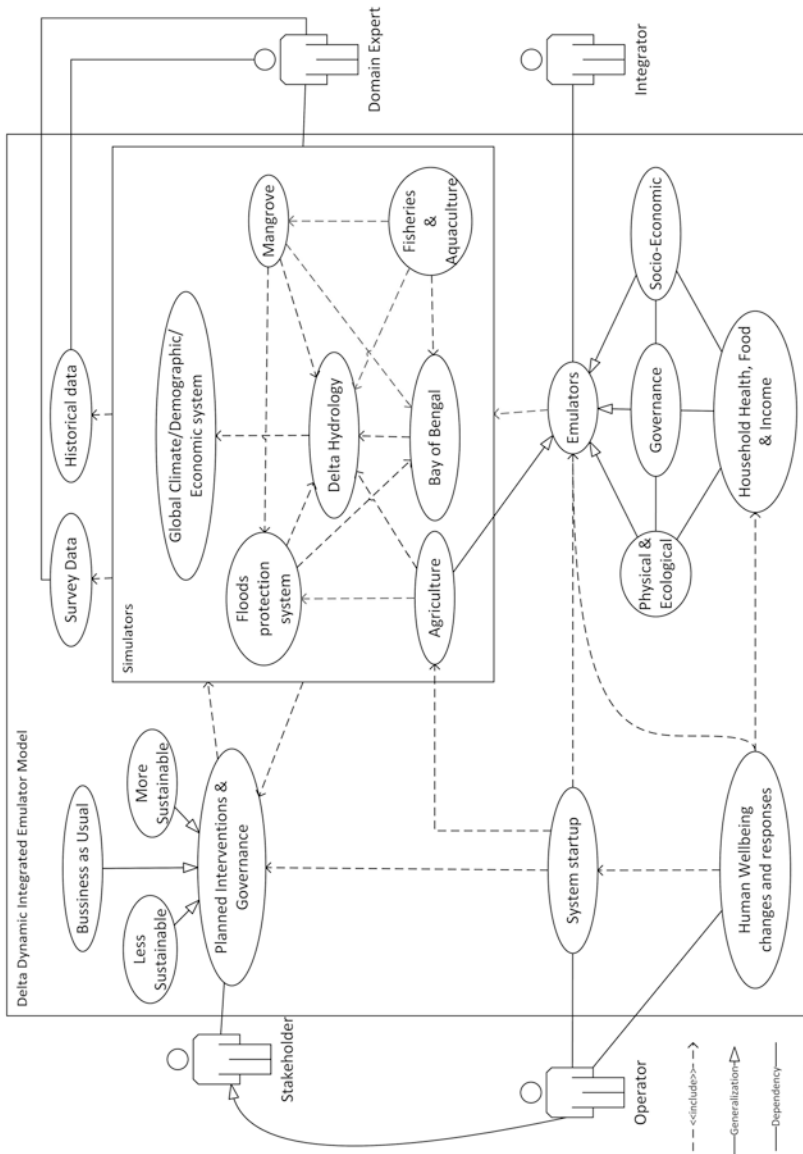 Delta Dynamic Integrated Emulator Model
Bussiness as Usual
Less
Sustainable
More
Sustainable
Planned Interventions &
Governance
Survey Data
Historical data
Simulators
Global Climate/Demographic/
Economic system
Floods
protection
system
Mangrove
Delta Hydrology
Agriculture
Bay of Bengal
Fisheries
&
Aquaculture
System startup
Emulators
Human Wellbeing
changes and responses
Physical &
Ecological
Governance
Socio-Economic
Household Health, Food
& Income
Stakeholder
Operator
Domain Expert
Integrator
<<include>>
Generalization
Dependency